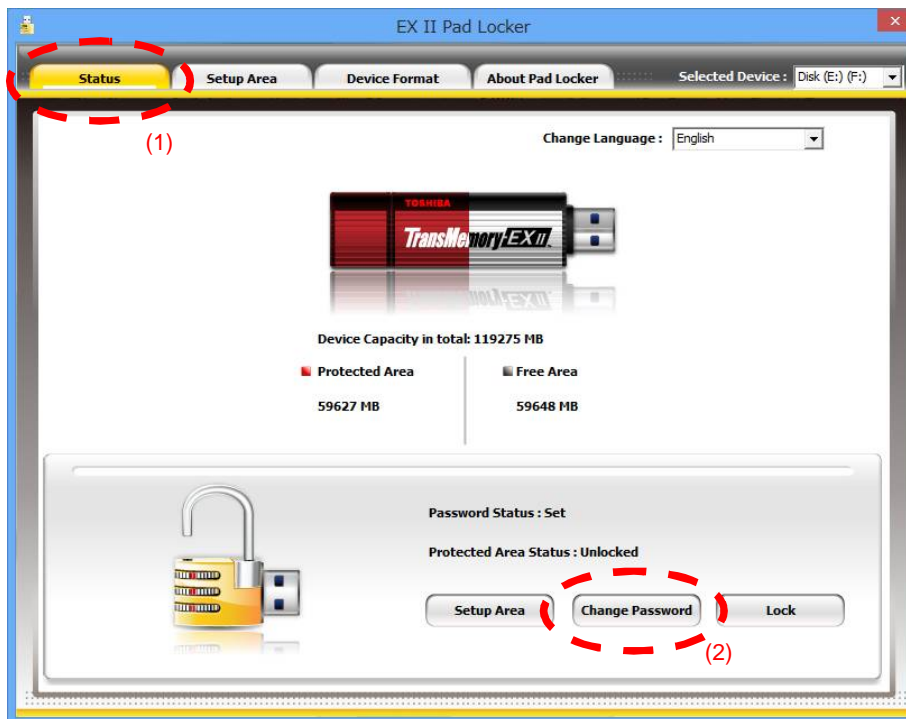 EX II Pad Locker
Status
Setup Area
Device Format
About Pad Locker
Selected Device :
Disk (E:) (F:)
(1)
Change Language :
English
TOSHIBA
TransMemory-EX II
Device Capacity in total: 119275 MB
Protected Area
Free Area
59627 MB
59648 MB
Password Status : Set
Protected Area Status : Unlocked
Setup Area
Change Password
Lock
(2)